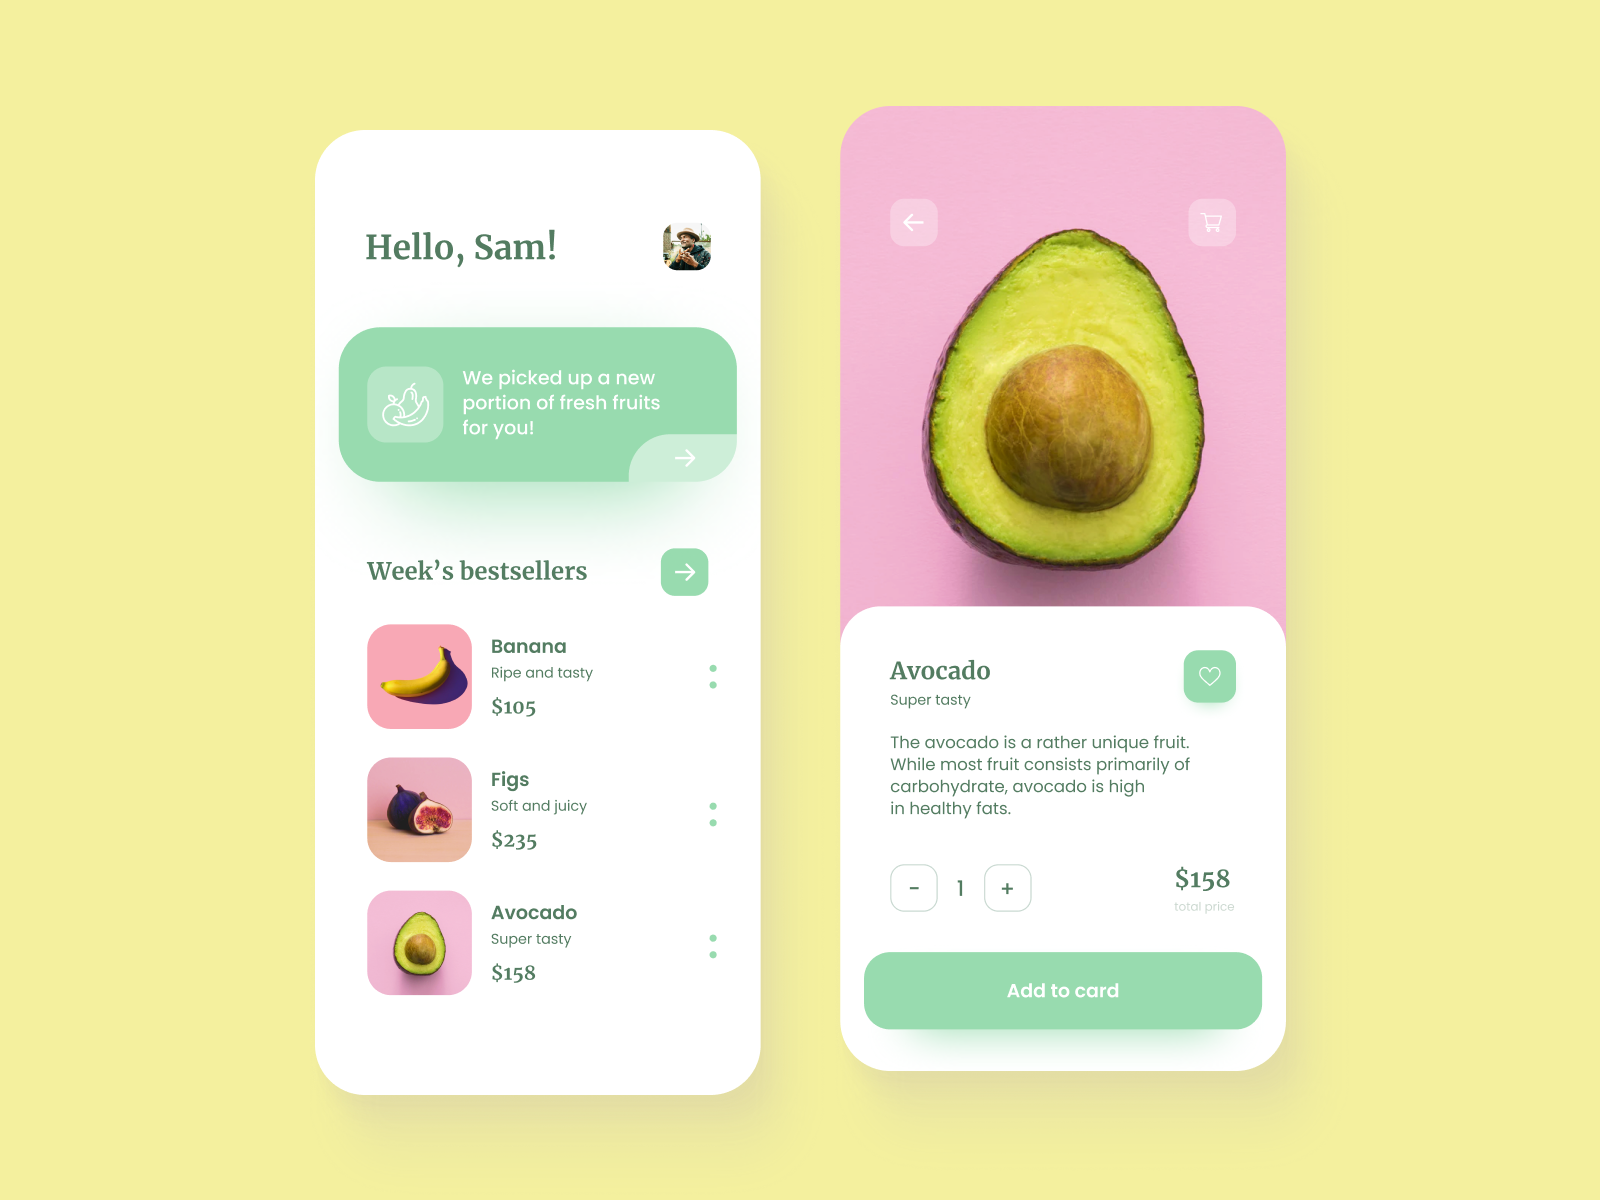 Hello, Sam!
We picked up a new
portion of fresh fruits
for you!
Week’s bestsellers
Banana
Ripe and tasty
$105
Figs
Soft and juicy
$235
Avocado
Super tasty
$158
Avocado
Super tasty
The avocado is a rather unique fruit.
While most fruit consists primarily of
carbohydrate, avocado is high
in healthy fats.
- 1 +
$158
total price
Add to card